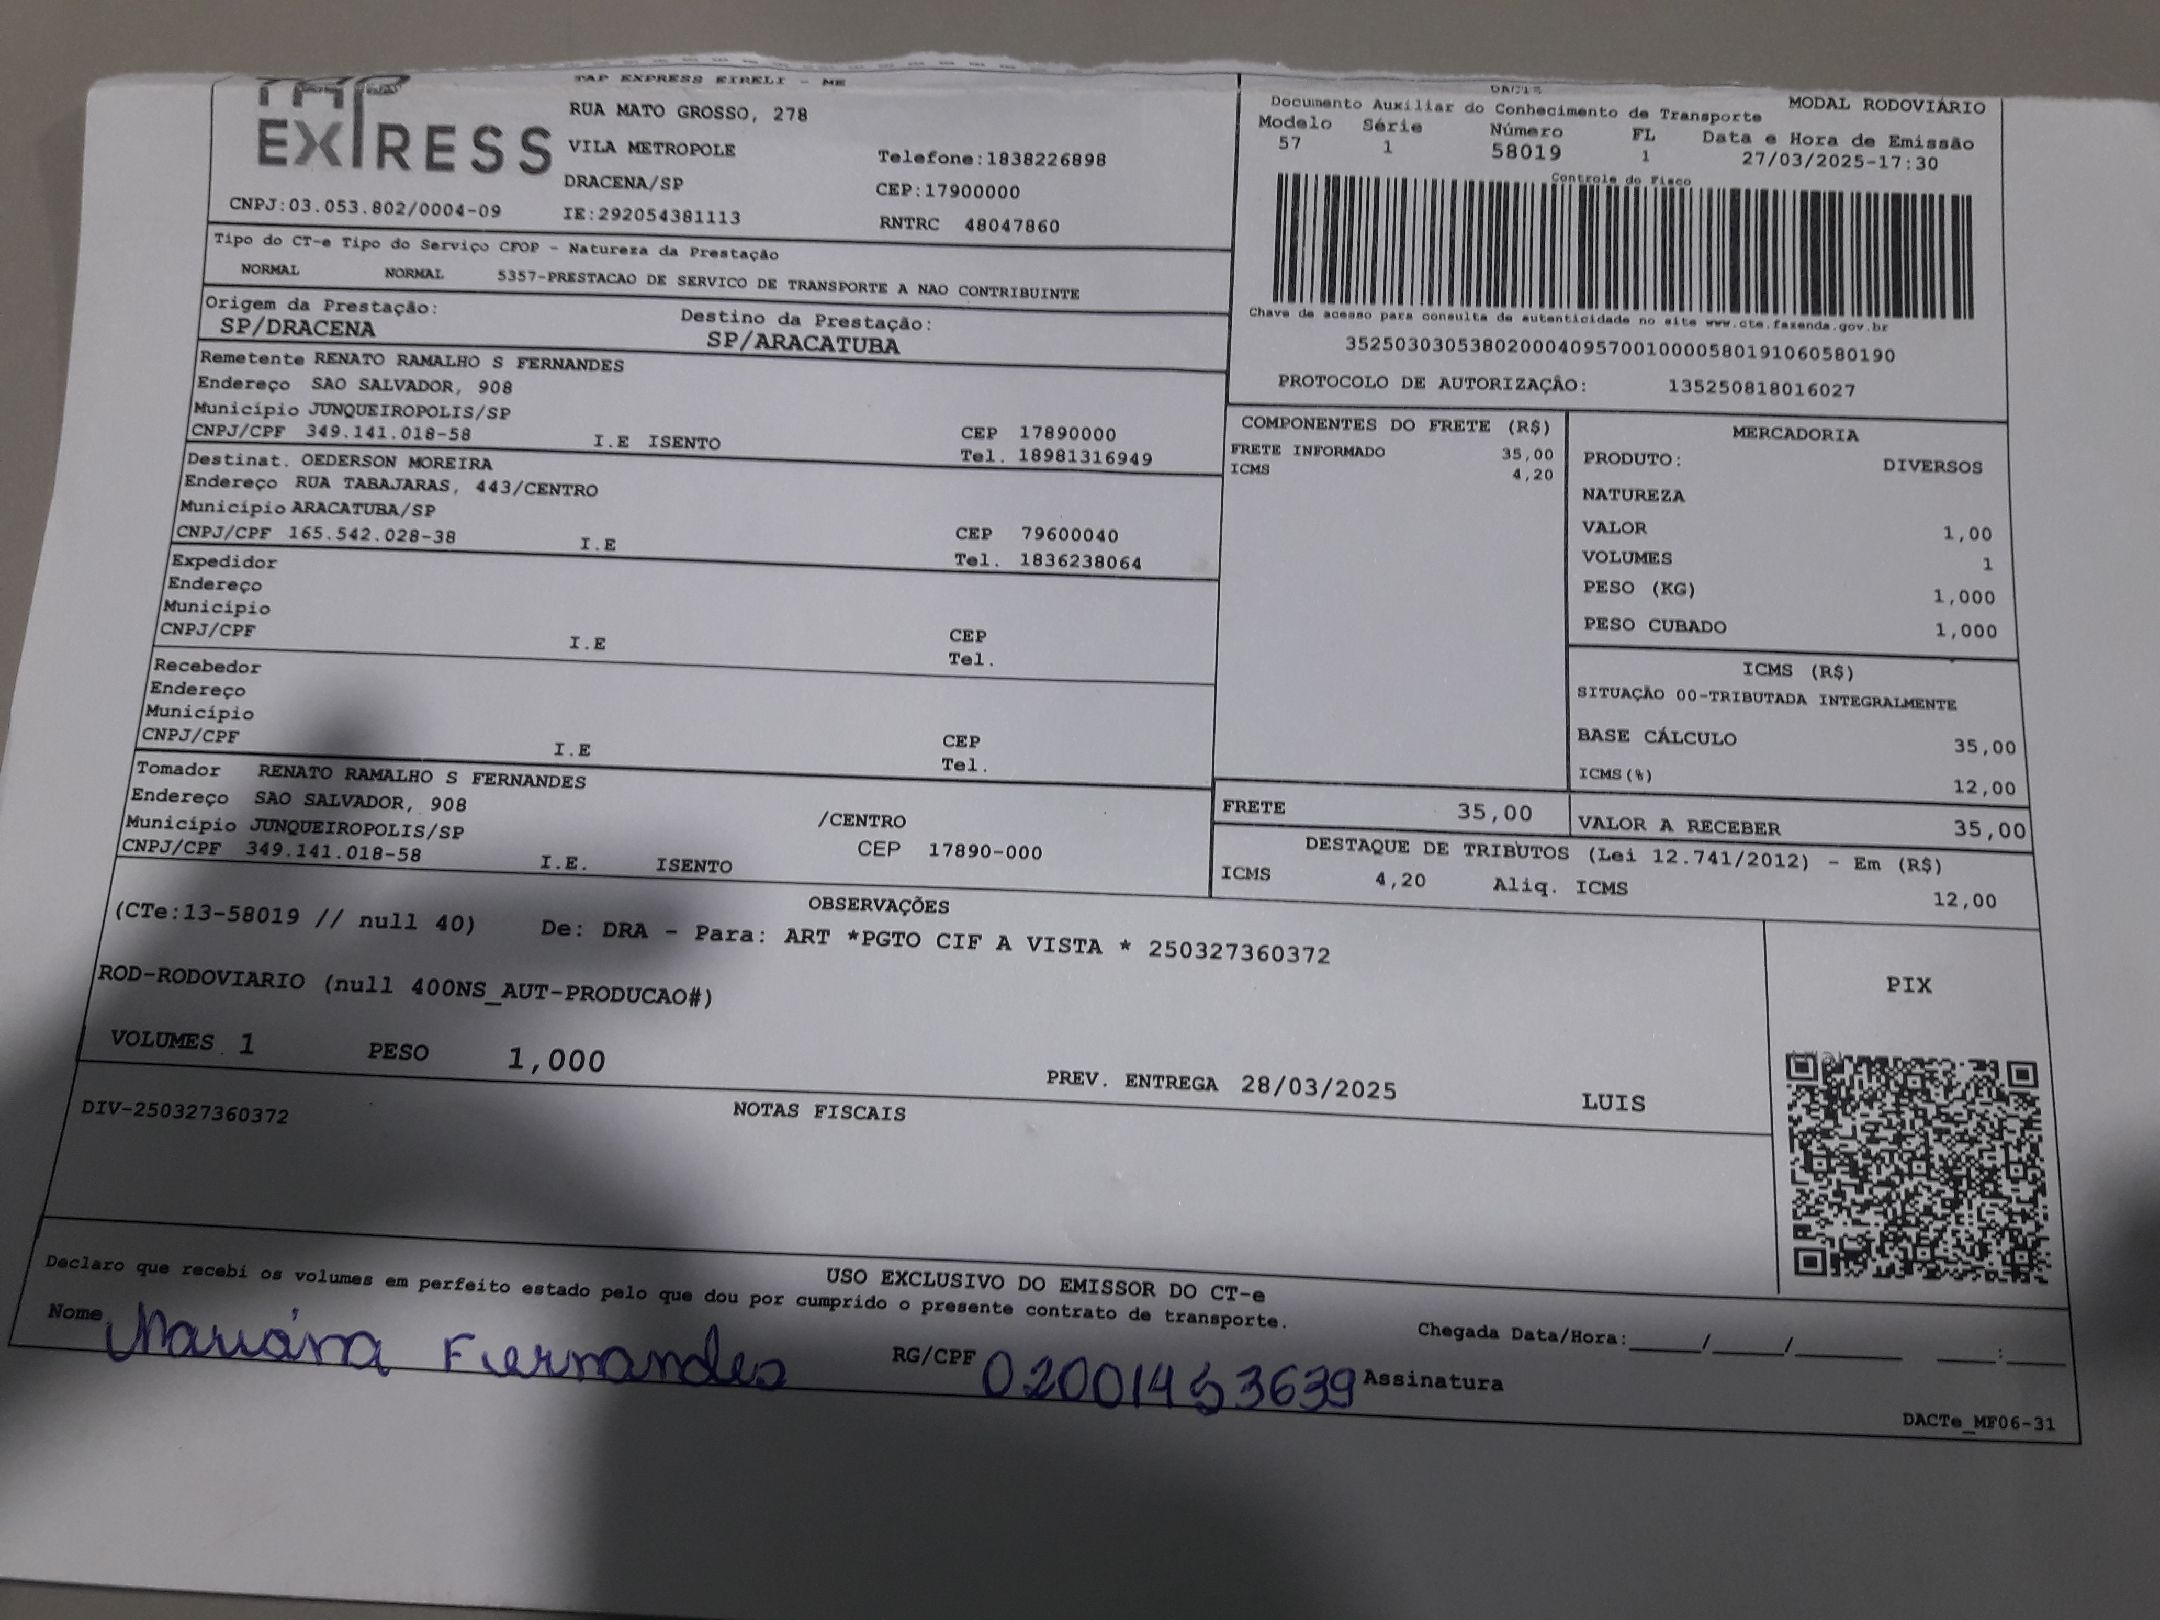 TAP
EXPRESS
TAP EXPRESS EIRELI - ME
RUA MATO GROSSO, 278
VILA METROPOLE
Telefone:1838226898
DRACENA/SP
CEP:17900000
CNPJ:03.053.802/0004-09
IE:292054381113
RNTRC 48047860
DACTE
MODAL RODOVIÁRIO
Documento Auxiliar do Conhecimento de Transporte
Modelo Série Número FL Data e Hora de Emissão
57 1 58019 1 27/03/2025-17:30
Controle do Fisco
Chave de acesso para consulta de autenticidade no site www.cte.fazenda.gov.br
35250303053802000409570010000580191060580190
PROTOCOLO DE AUTORIZAÇÃO: 135250818016027
Tipo do CT-e Tipo do Serviço CFOP - Natureza da Prestação
NORMAL NORMAL 5357-PRESTACAO DE SERVICO DE TRANSPORTE A NAO CONTRIBUINTE
Origem da Prestação: Destino da Prestação:
SP/DRACENA SP/ARACATUBA
Remetente RENATO RAMALHO S FERNANDES
Endereço SAO SALVADOR, 908
Município JUNQUEIROPOLIS/SP
CNPJ/CPF 349.141.018-58 I.E ISENTO CEP 17890000
Tel. 18981316949
Destinat. OEDERSON MOREIRA
Endereço RUA TABAJARAS, 443/CENTRO
Município ARACATUBA/SP
CNPJ/CPF 165.542.028-38 I.E CEP 79600040
Tel. 1836238064
Expedidor
Endereço
Município
CNPJ/CPF I.E CEP
Tel.
Recebedor
Endereço
Município
CNPJ/CPF I.E CEP
Tel.
Tomador RENATO RAMALHO S FERNANDES
Endereço SAO SALVADOR, 908 /CENTRO
Município JUNQUEIROPOLIS/SP
CNPJ/CPF 349.141.018-58 I.E. ISENTO CEP 17890-000
COMPONENTES DO FRETE (R$)
FRETE INFORMADO 35,00
ICMS 4,20
MERCADORIA
PRODUTO: DIVERSOS
NATUREZA
VALOR 1,00
VOLUMES 1
PESO (KG) 1,000
PESO CUBADO 1,000
ICMS (R$)
SITUAÇÃO 00-TRIBUTADA INTEGRALMENTE
BASE CÁLCULO 35,00
ICMS(%) 12,00
FRETE 35,00 VALOR A RECEBER 35,00
DESTAQUE DE TRIBUTOS (Lei 12.741/2012) - Em (R$)
ICMS 4,20 Aliq. ICMS 12,00
OBSERVAÇÕES
(CTe:13-58019 // null 40) De: DRA - Para: ART *PGTO CIF A VISTA * 250327360372
ROD-RODOVIARIO (null 400NS_AUT-PRODUCAO#)
VOLUMES 1 PESO 1,000 PREV. ENTREGA 28/03/2025 LUIS
PIX
NOTAS FISCAIS
DIV-250327360372
USO EXCLUSIVO DO EMISSOR DO CT-e
Declaro que recebi os volumes em perfeito estado pelo que dou por cumprido o presente contrato de transporte.
Chegada Data/Hora:_____/_____/________ ____:____
Nome Mariana Fernandes RG/CPF 02001453639 Assinatura
DACTe_MF06-31